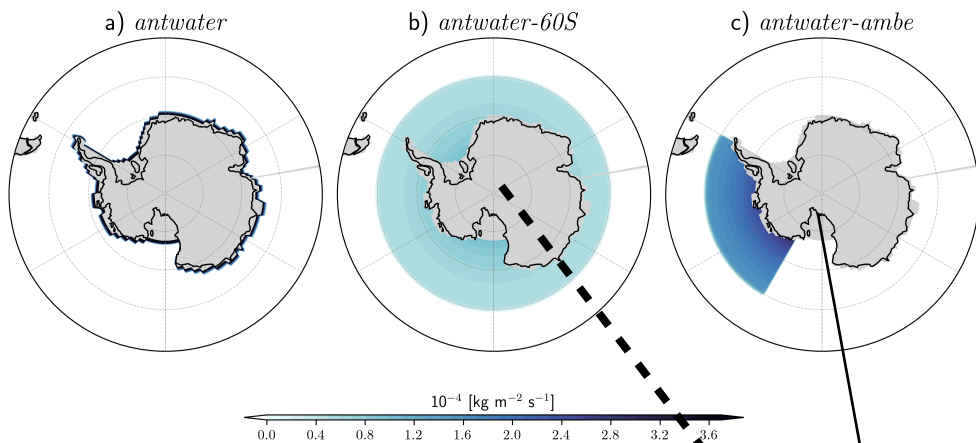 a) antwater
b) antwater-60S
c) antwater-ambe
10⁻⁴ [kg m⁻² s⁻¹]
0.0 0.4 0.8 1.2 1.6 2.0 2.4 2.8 3.2 3.6